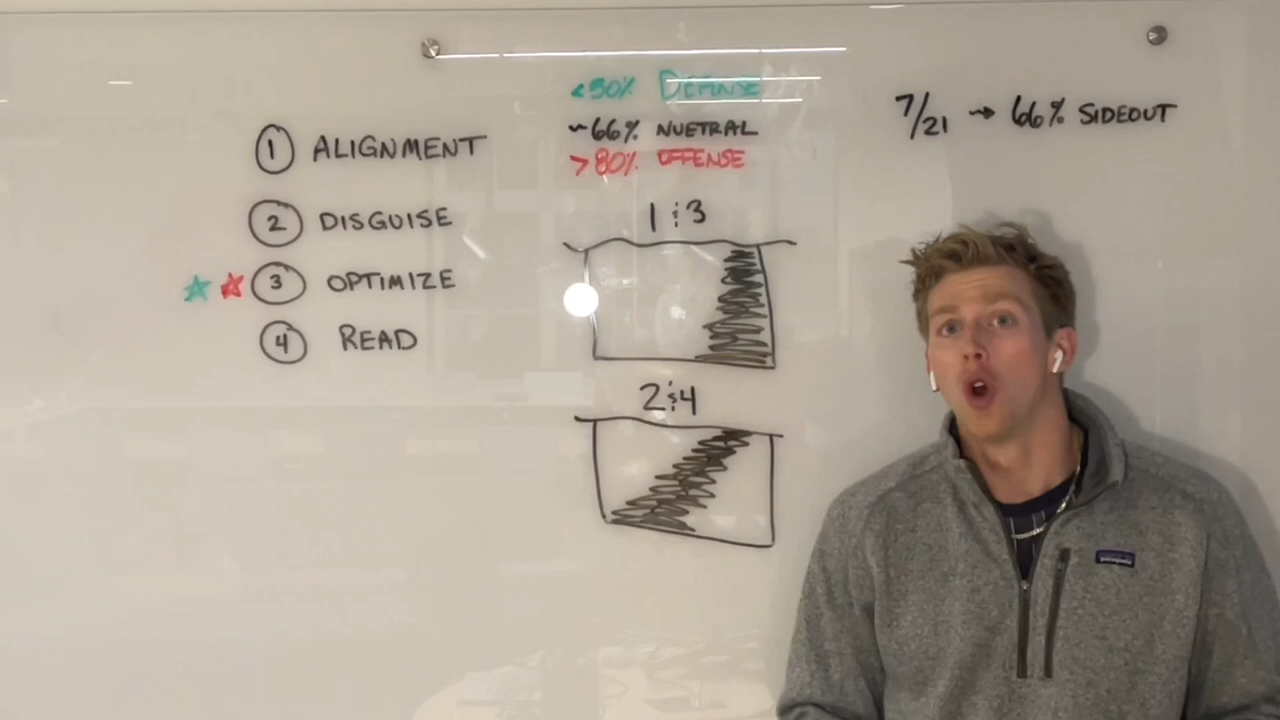 ① ALIGNMENT
② DISGUISE
③ OPTIMIZE
④ READ
<50% DEFENSE
~66% NUETRAL
>80% OFFENSE
1 & 3
2 & 4
7/21 → 66% SIDEOUT
patagonia